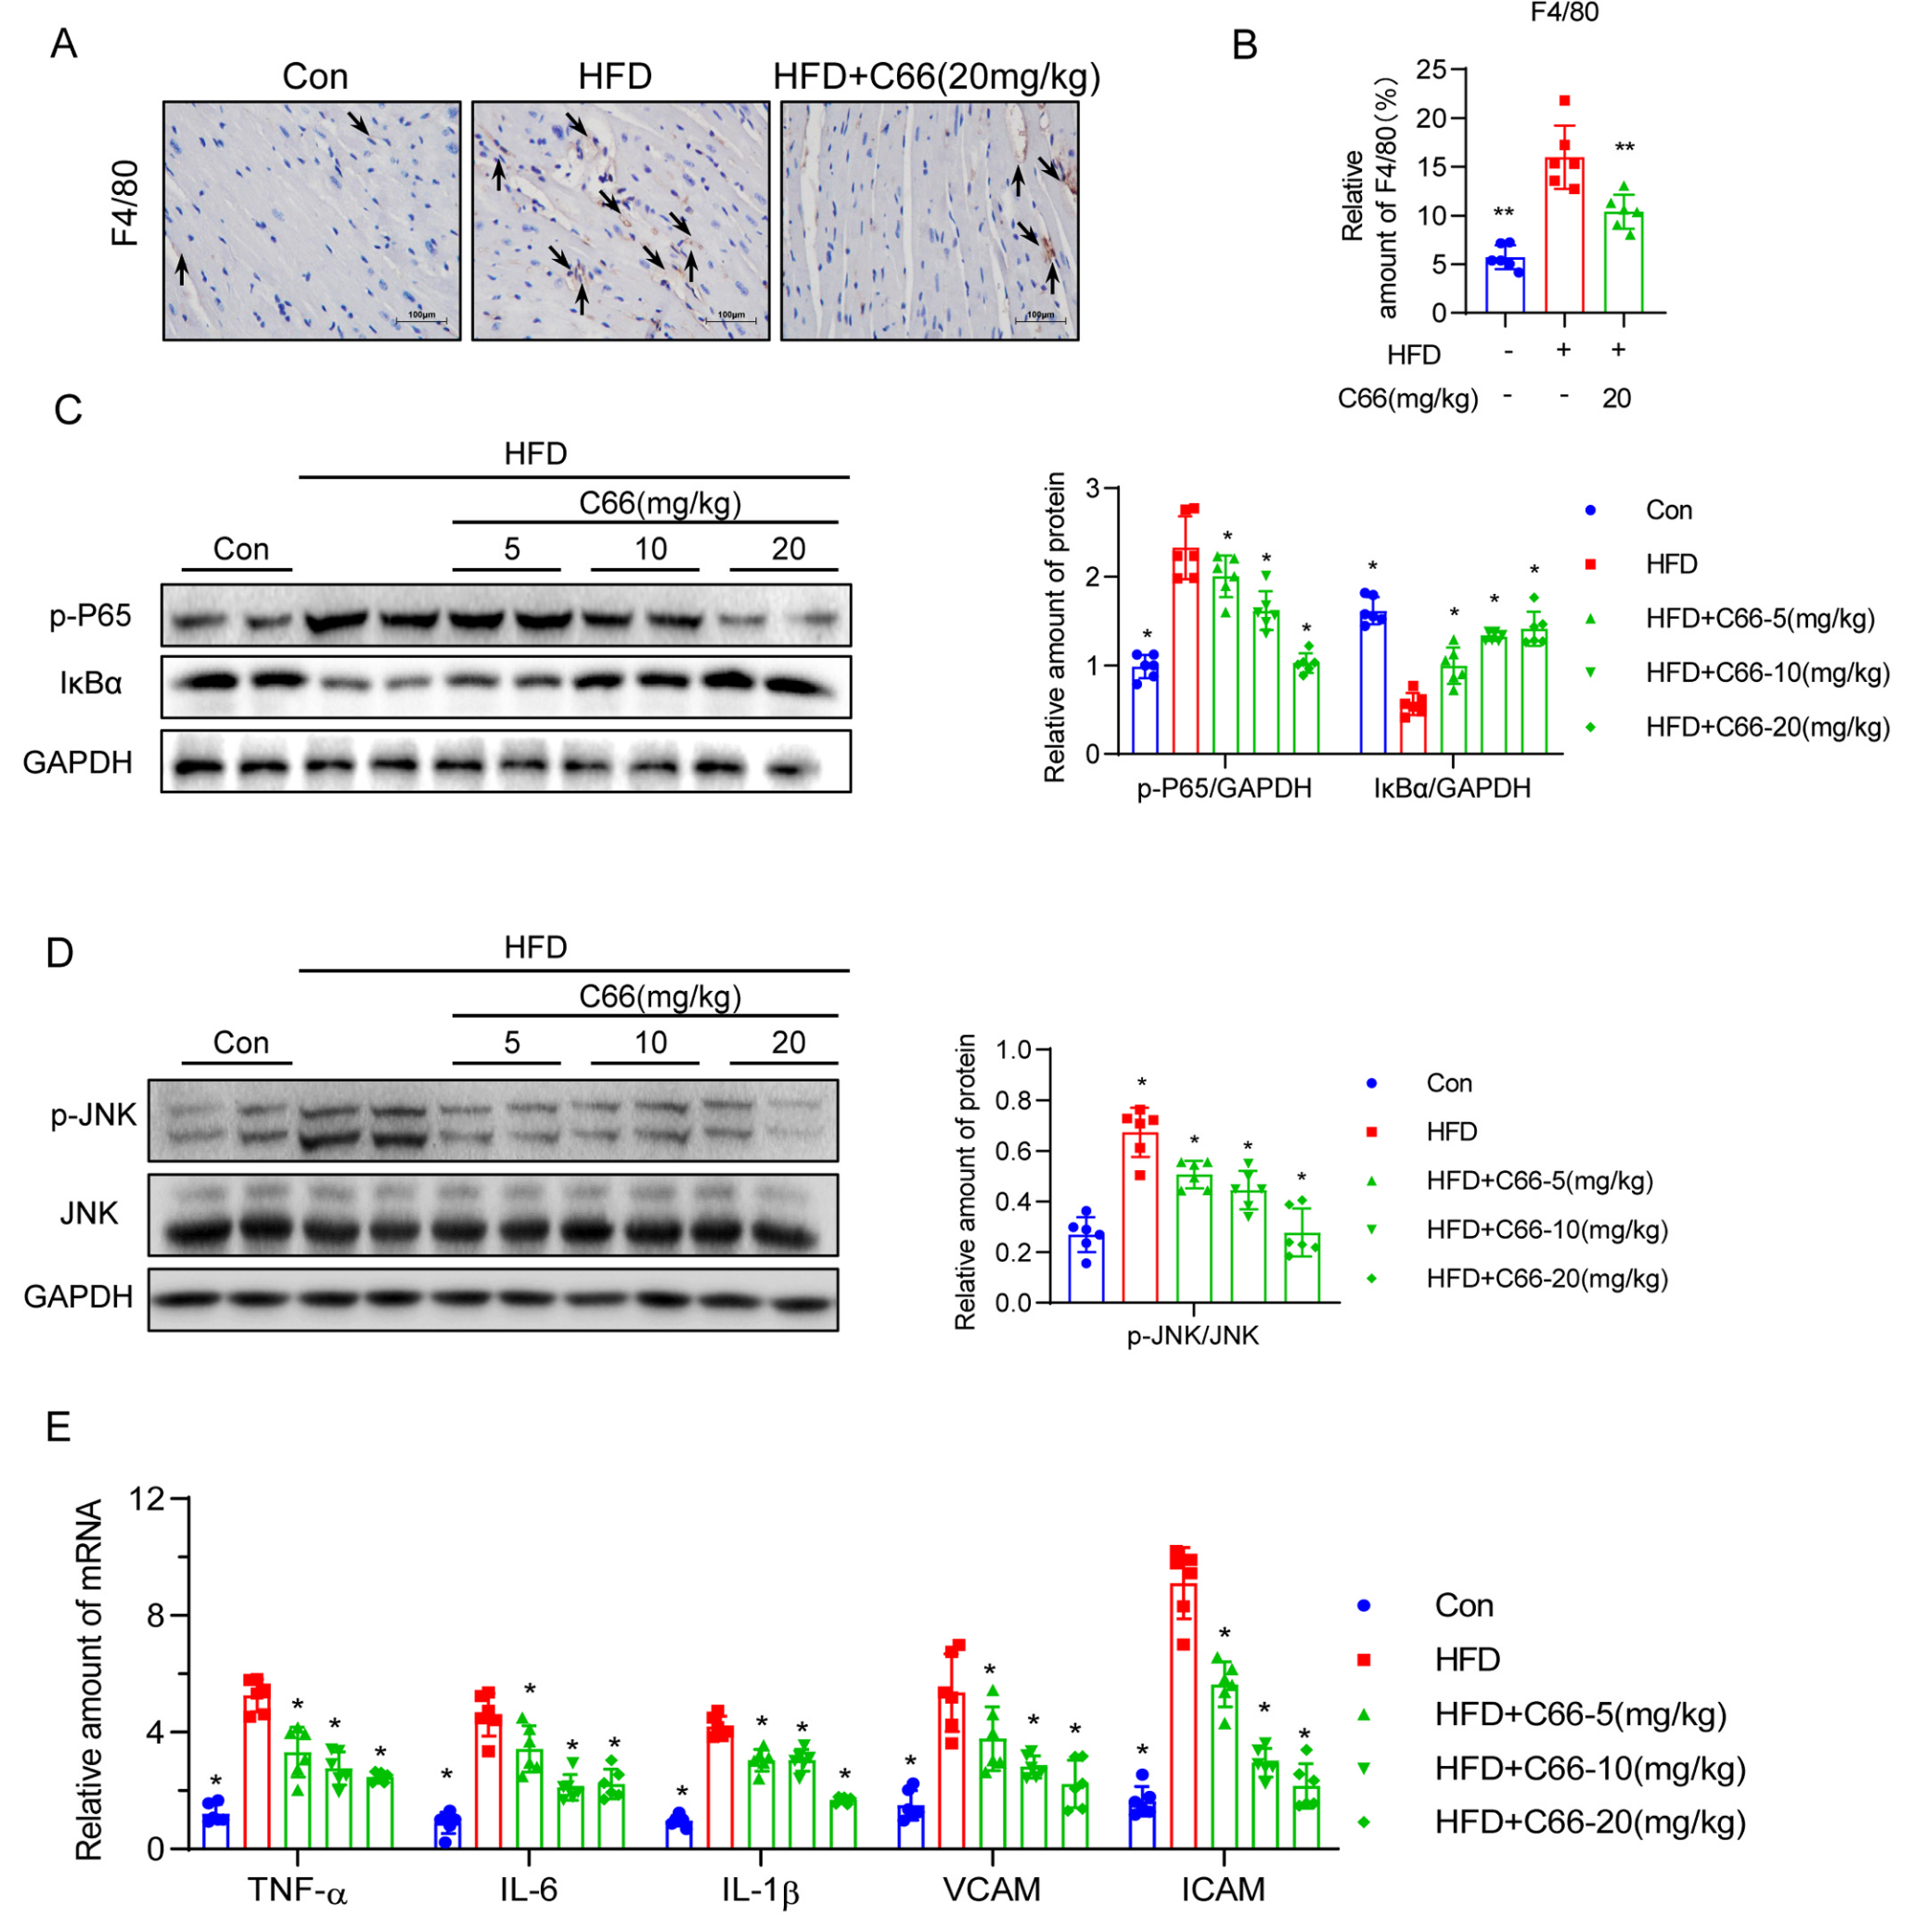 A
Con
HFD
HFD+C66(20mg/kg)
F4/80
100μm
100μm
100μm
B
F4/80
Relative
amount of F4/80(%)
25
20
15
10
5
0
**
**
HFD - + +
C66(mg/kg) - - 20
C
HFD
C66(mg/kg)
Con 5 10 20
p-P65
IκBα
GAPDH
Relative amount of protein
3
2
1
0
* * * * * * * *
p-P65/GAPDH IκBα/GAPDH
Con
HFD
HFD+C66-5(mg/kg)
HFD+C66-10(mg/kg)
HFD+C66-20(mg/kg)
D
HFD
C66(mg/kg)
Con 5 10 20
p-JNK
JNK
GAPDH
Relative amount of protein
1.0
0.8
0.6
0.4
0.2
0.0
* * * *
p-JNK/JNK
Con
HFD
HFD+C66-5(mg/kg)
HFD+C66-10(mg/kg)
HFD+C66-20(mg/kg)
E
Relative amount of mRNA
12
8
4
0
* * * * * * * * * * * * * * * * * * * *
TNF-α IL-6 IL-1β VCAM ICAM
Con
HFD
HFD+C66-5(mg/kg)
HFD+C66-10(mg/kg)
HFD+C66-20(mg/kg)